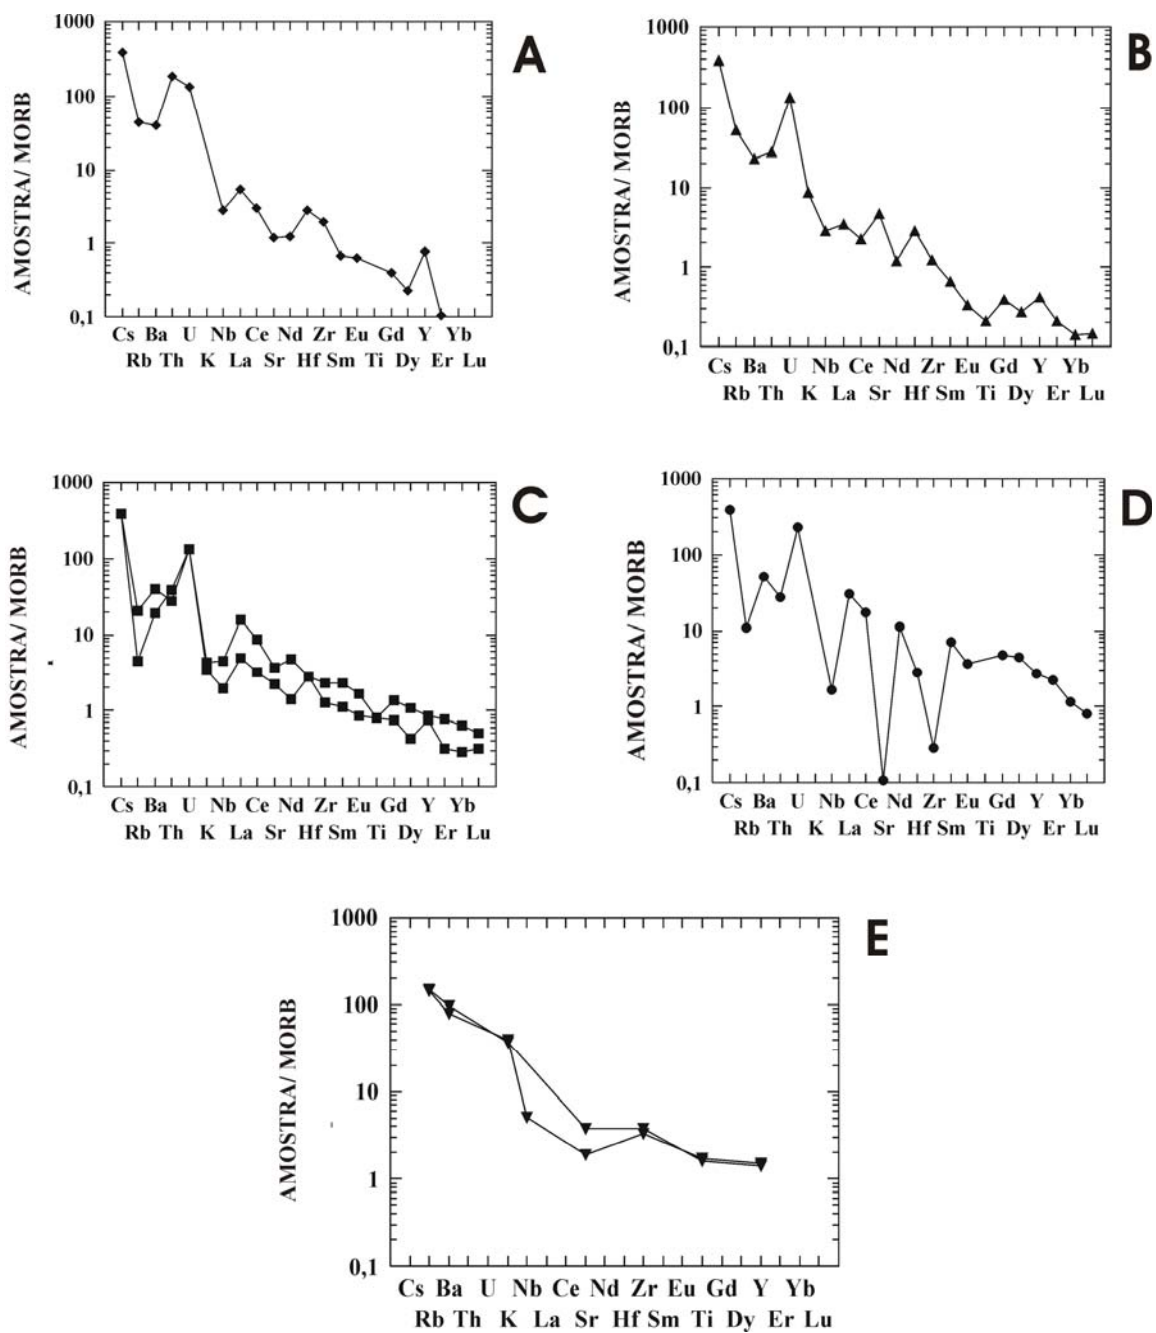 A
AMOSTRA/ MORB
1000
100
10
1
0,1
Cs Ba U Nb Ce Nd Zr Eu Gd Y Yb
Rb Th K La Sr Hf Sm Ti Dy Er Lu
B
AMOSTRA/ MORB
1000
100
10
1
0,1
Cs Ba U Nb Ce Nd Zr Eu Gd Y Yb
Rb Th K La Sr Hf Sm Ti Dy Er Lu
C
AMOSTRA/ MORB
1000
100
10
1
0,1
Cs Ba U Nb Ce Nd Zr Eu Gd Y Yb
Rb Th K La Sr Hf Sm Ti Dy Er Lu
D
AMOSTRA/ MORB
1000
100
10
1
0,1
Cs Ba U Nb Ce Nd Zr Eu Gd Y Yb
Rb Th K La Sr Hf Sm Ti Dy Er Lu
E
AMOSTRA/ MORB
1000
100
10
1
0,1
Cs Ba U Nb Ce Nd Zr Eu Gd Y Yb
Rb Th K La Sr Hf Sm Ti Dy Er Lu